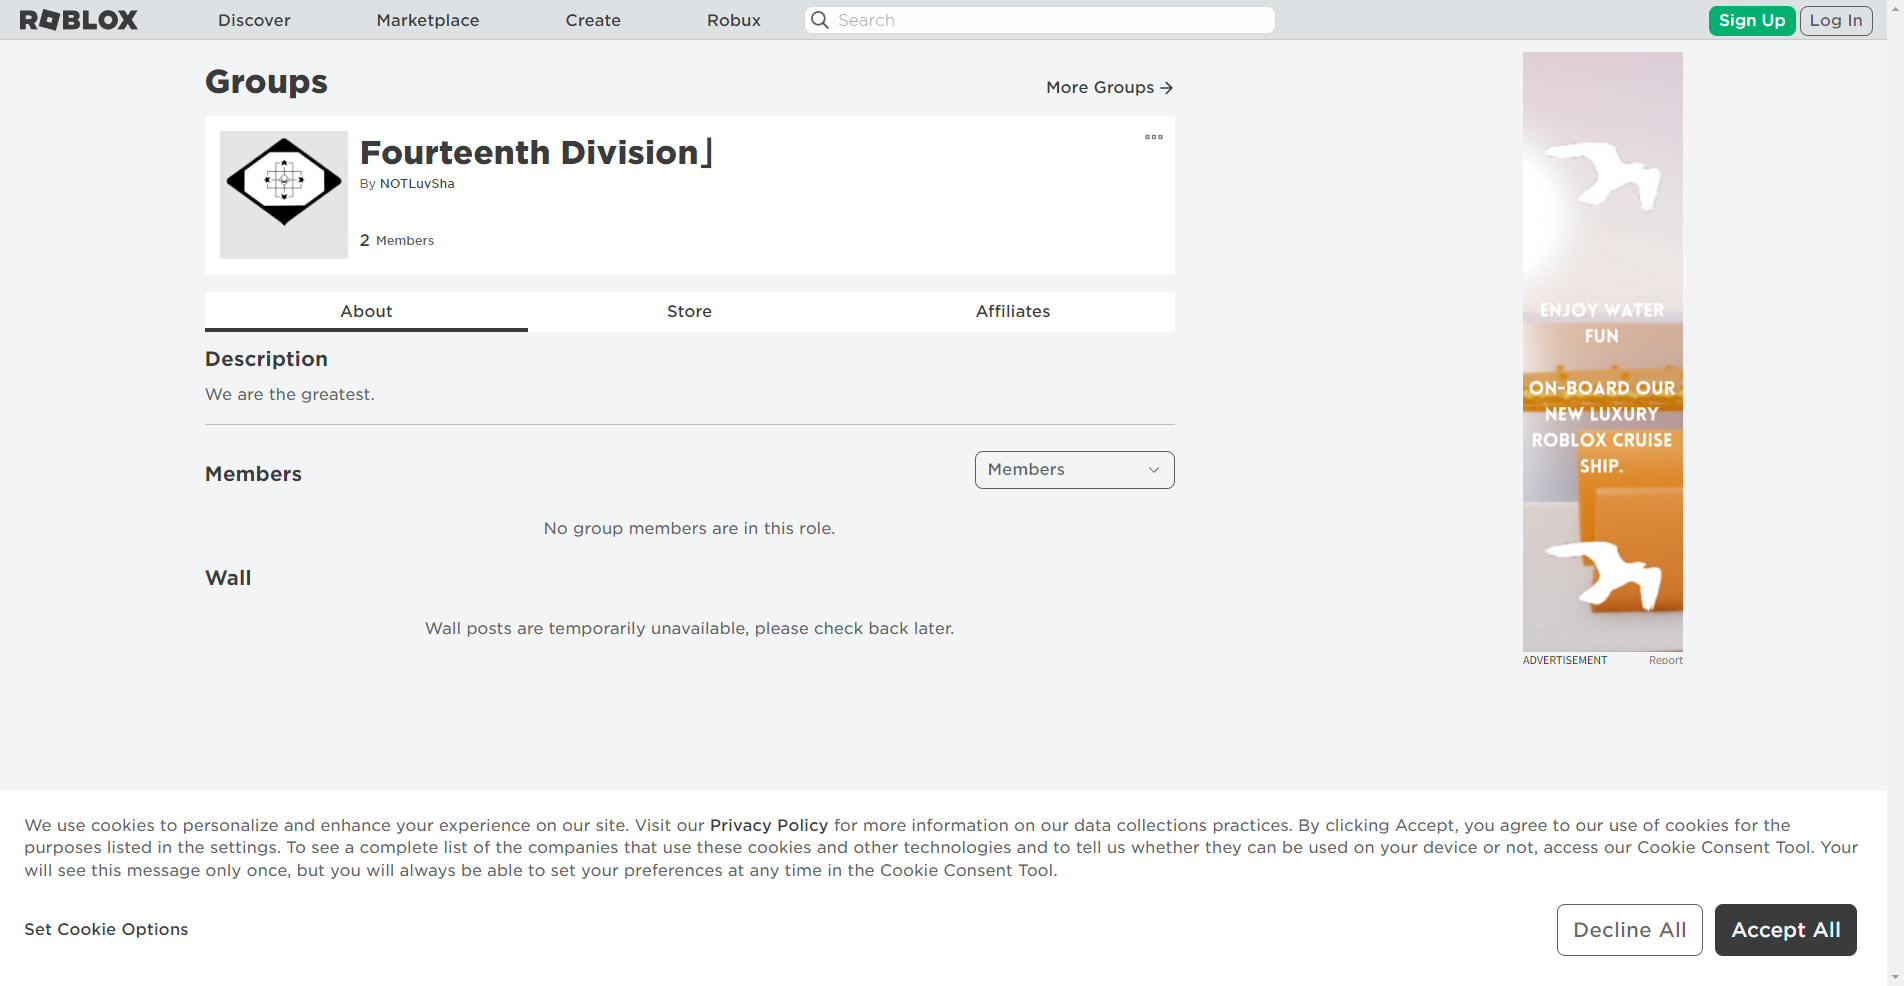 ROBLOX Discover Marketplace Create Robux Search Sign Up Log In
Groups
More Groups
Fourteenth Division」
By NOTLuvSha
2 Members
About Store Affiliates
Description
We are the greatest.
Members
Members
No group members are in this role.
Wall
Wall posts are temporarily unavailable, please check back later.
ENJOY WATER
FUN
ON-BOARD OUR
NEW LUXURY
ROBLOX CRUISE
SHIP.
ADVERTISEMENT Report
We use cookies to personalize and enhance your experience on our site. Visit our Privacy Policy for more information on our data collections practices. By clicking Accept, you agree to our use of cookies for the
purposes listed in the settings. To see a complete list of the companies that use these cookies and other technologies and to tell us whether they can be used on your device or not, access our Cookie Consent Tool. Your
will see this message only once, but you will always be able to set your preferences at any time in the Cookie Consent Tool.
Set Cookie Options
Decline All
Accept All